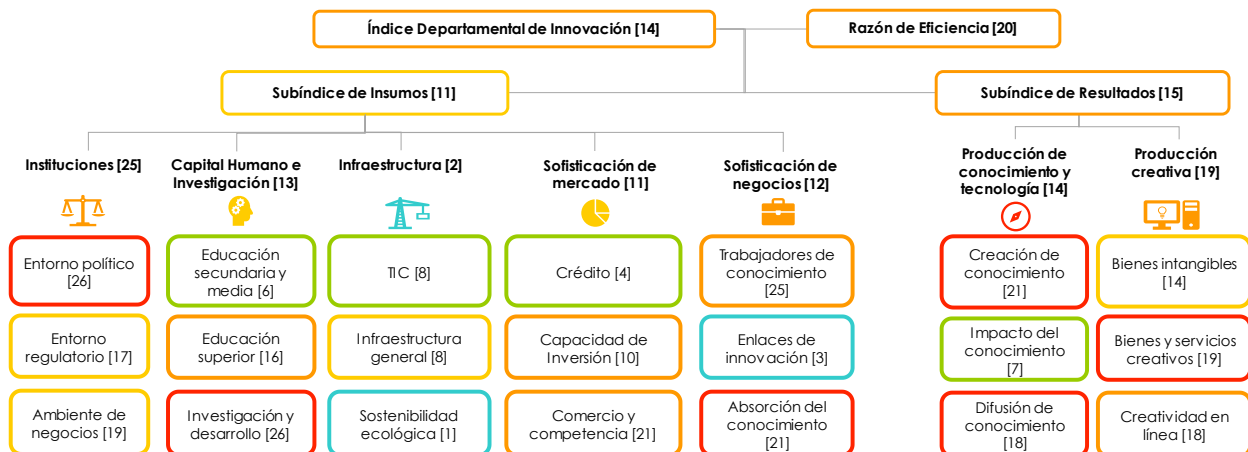 Índice Departamental de Innovación [14]
Razón de Eficiencia [20]
Subíndice de Insumos [11]
Subíndice de Resultados [15]
Instituciones [25]
Capital Humano e
Investigación [13]
Infraestructura [2]
Sofisticación de
mercado [11]
Sofisticación de
negocios [12]
Producción de
conocimiento y
tecnología [14]
Producción
creativa [19]
Entorno político
[26]
Educación
secundaria y
media [6]
TIC [8]
Crédito [4]
Trabajadores de
conocimiento
[25]
Creación de
conocimiento
[21]
Bienes intangibles
[14]
Entorno
regulatorio [17]
Educación
superior [16]
Infraestructura
general [8]
Capacidad de
Inversión [10]
Enlaces de
innovación [3]
Impacto del
conocimiento
[7]
Bienes y servicios
creativos [19]
Ambiente de
negocios [19]
Investigación y
desarrollo [26]
Sostenibilidad
ecológica [1]
Comercio y
competencia [21]
Absorción del
conocimiento
[21]
Difusión de
conocimiento
[18]
Creatividad en
línea [18]